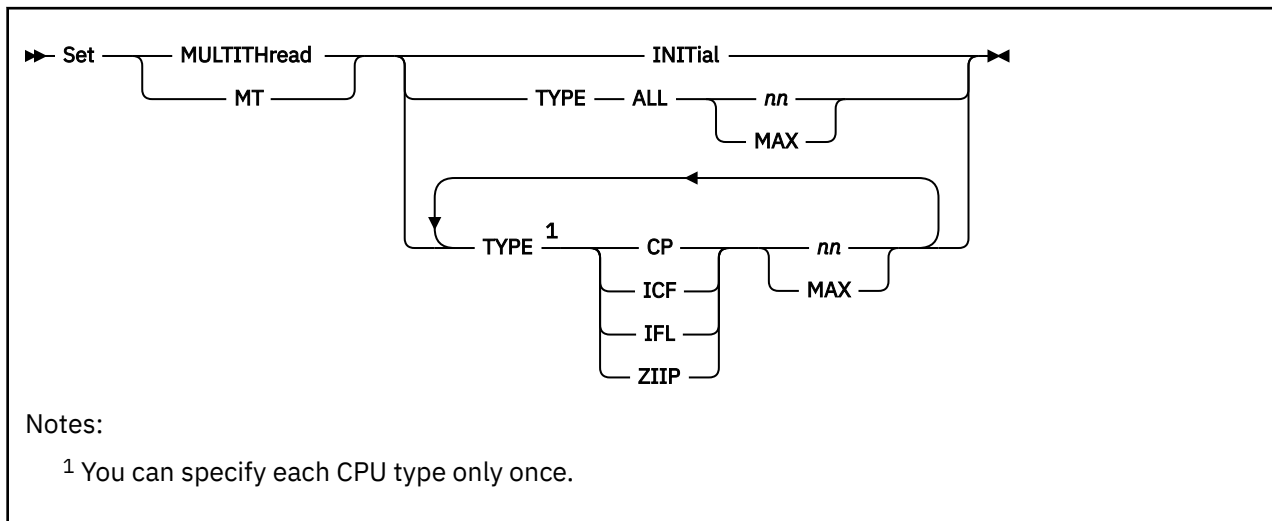 Set MULTITHread INITial
MT TYPE ALL nn
MAX
TYPE 1 CP nn
ICF MAX
IFL
ZIIP
Notes:
1 You can specify each CPU type only once.